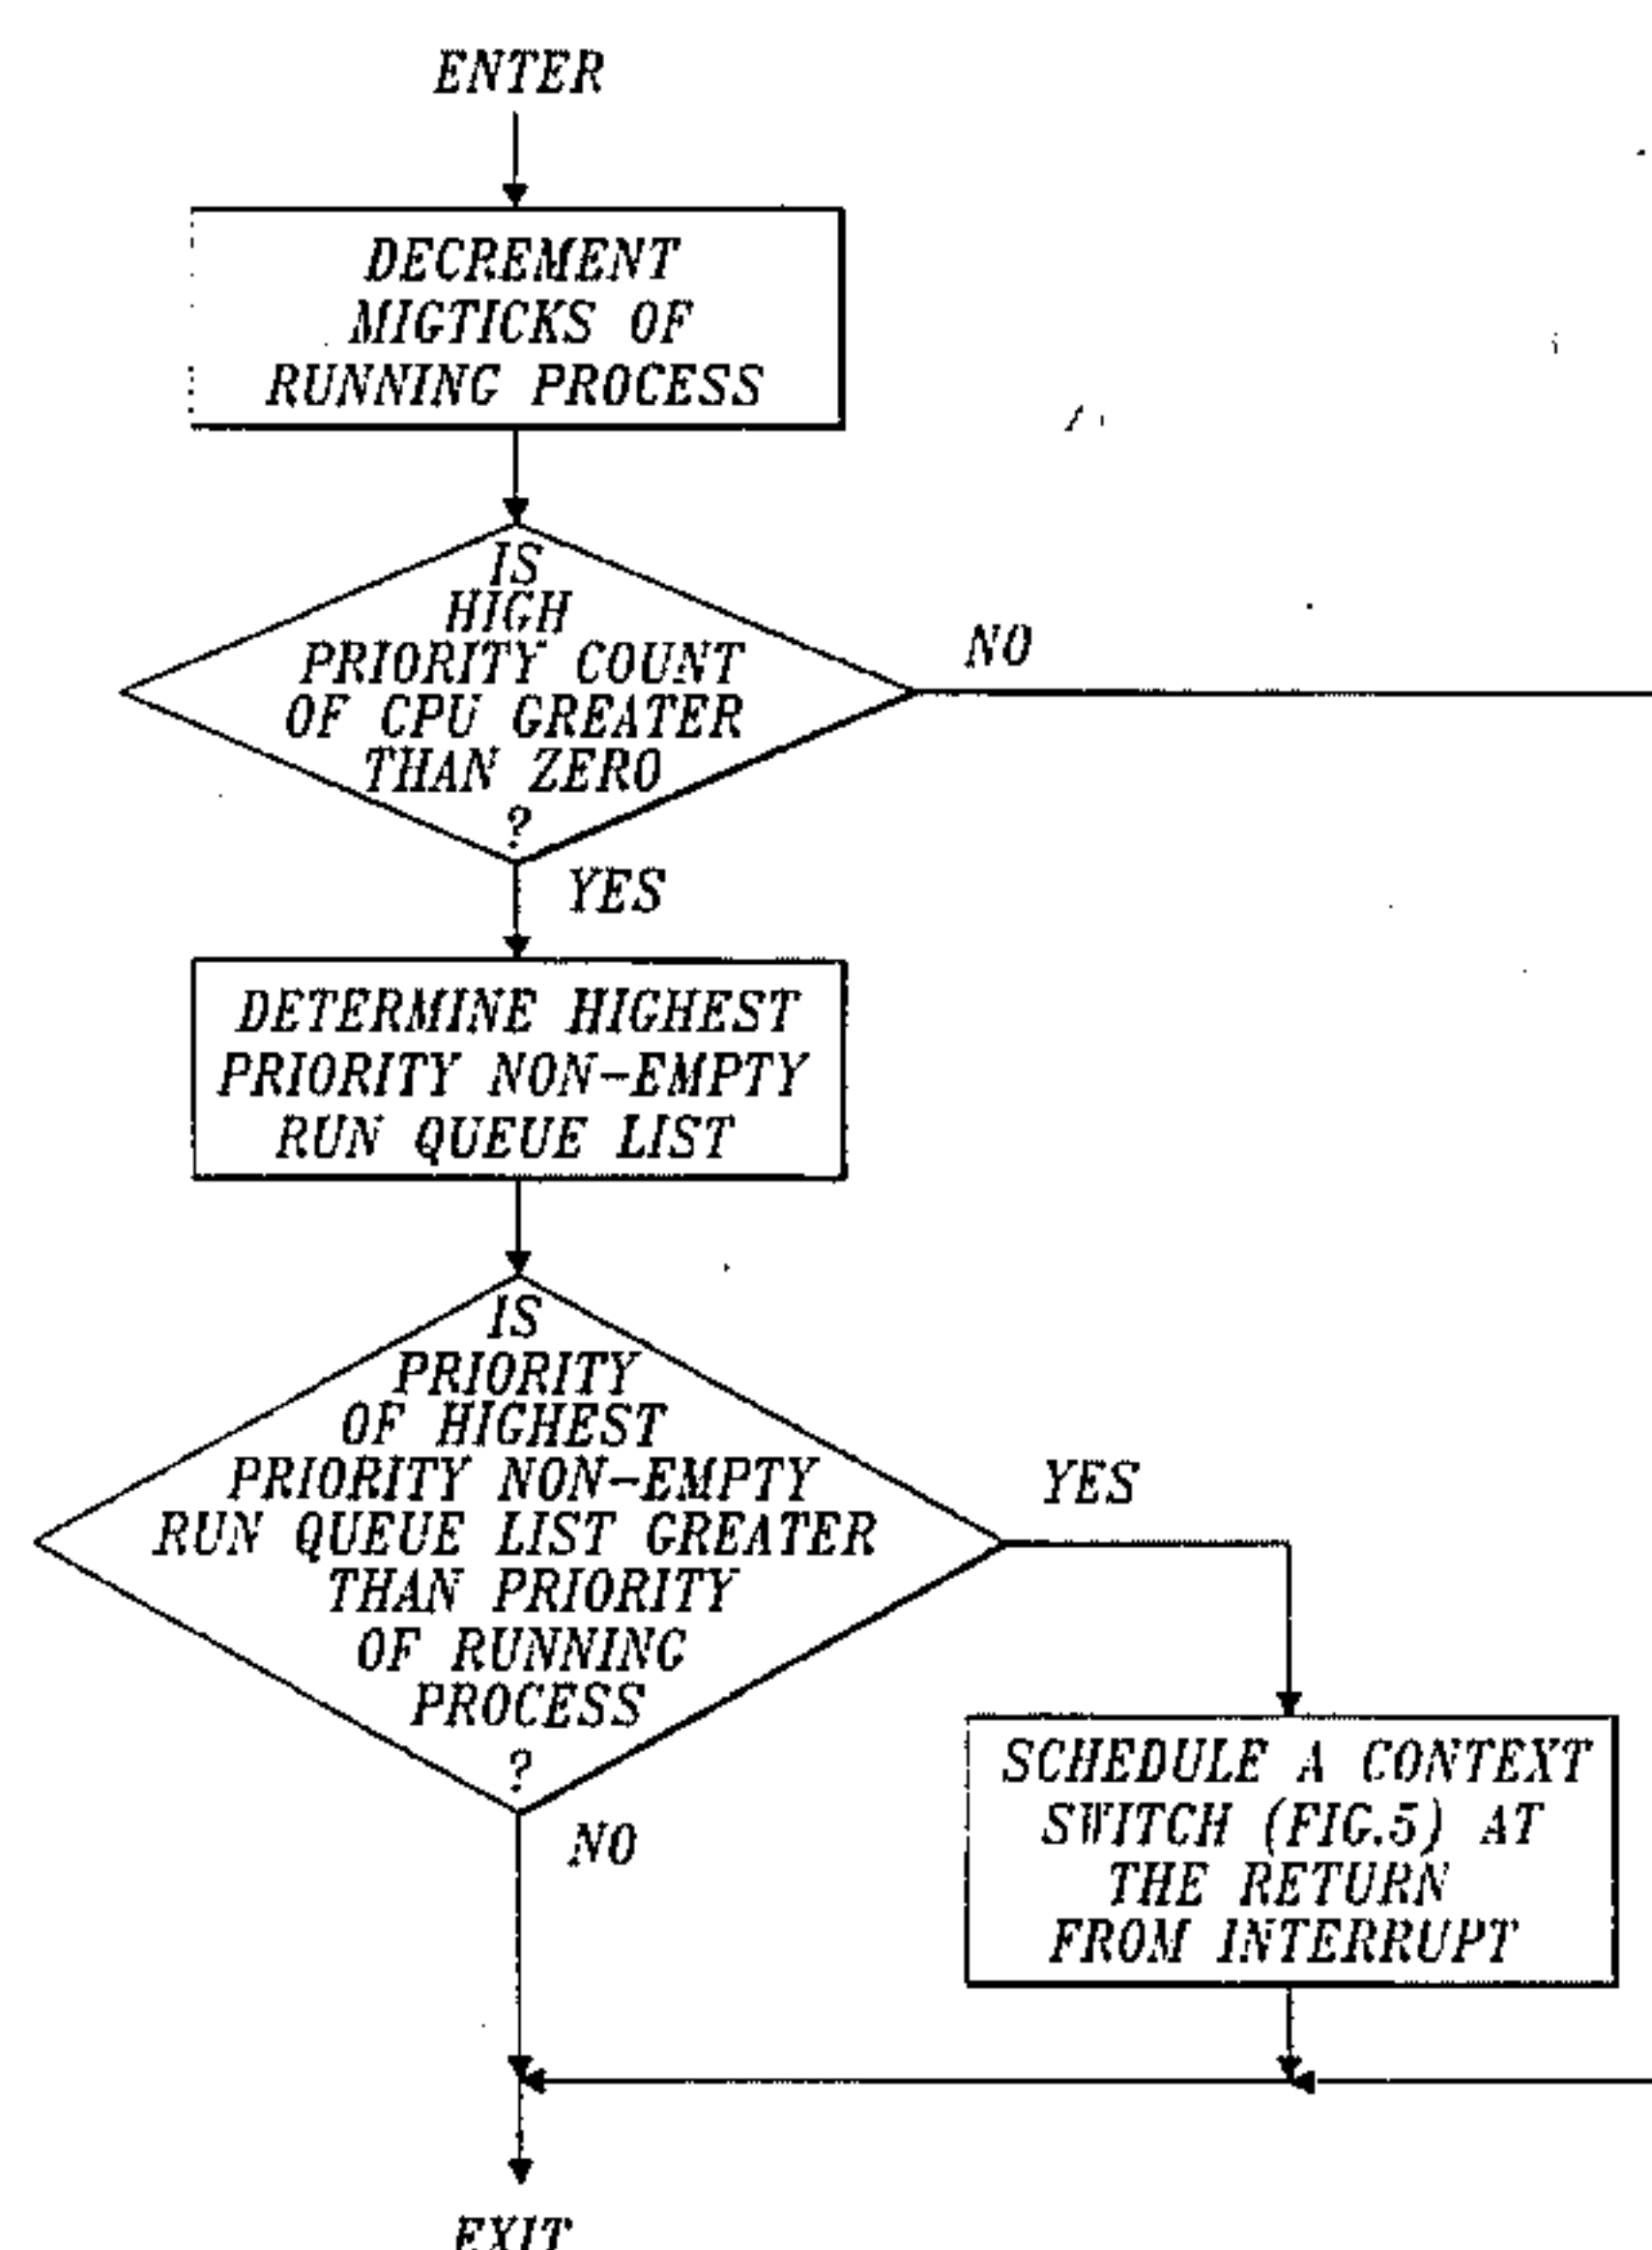 ENTER
DECREMENT
MIGTICKS OF
RUNNING PROCESS
IS
HIGH
PRIORITY COUNT
OF CPU GREATER
THAN ZERO
?
NO
YES
DETERMINE HIGHEST
PRIORITY NON-EMPTY
RUN QUEUE LIST
IS
PRIORITY
OF HIGHEST
PRIORITY NON-EMPTY
RUN QUEUE LIST GREATER
THAN PRIORITY
OF RUNNING
PROCESS
?
YES
NO
SCHEDULE A CONTEXT
SWITCH (FIG.5) AT
THE RETURN
FROM INTERRUPT
EXIT